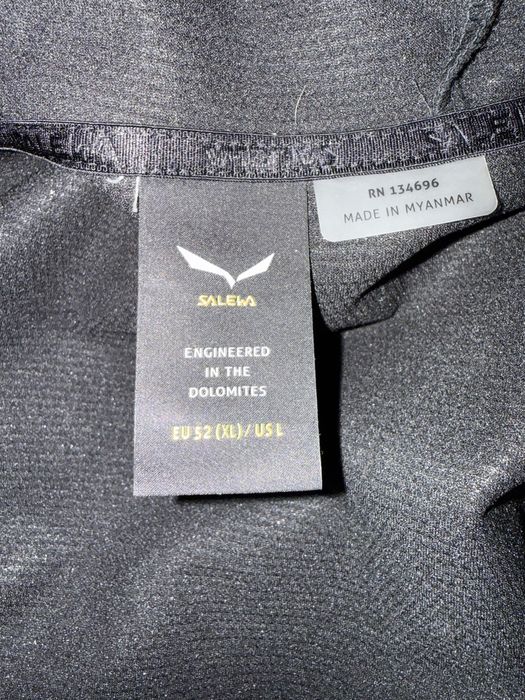 RN 134696
MADE IN MYANMAR
SALEWA
ENGINEERED
IN THE
DOLOMITES
EU 52 (XL) / US L